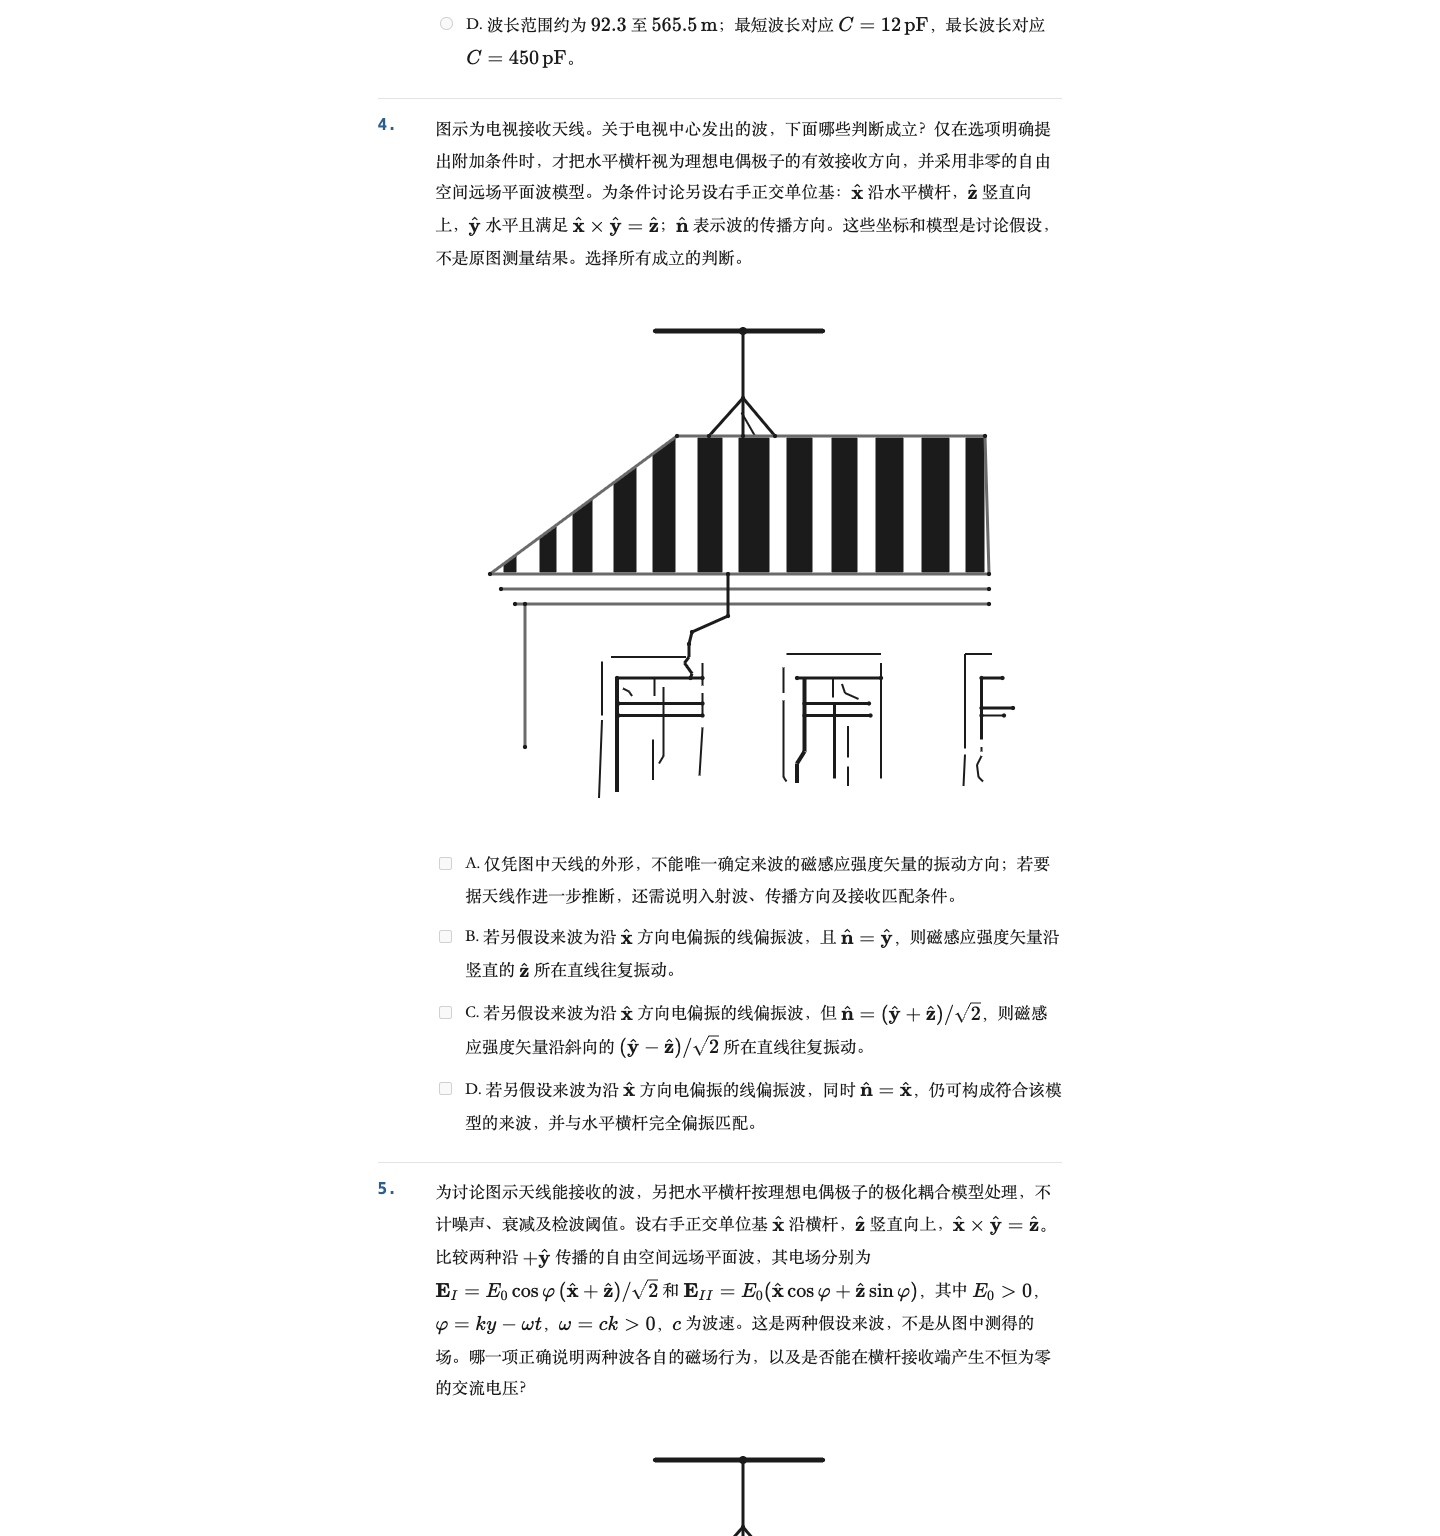 D. 波长范围约为 92.3 至 565.5 m；最短波长对应 C = 12 pF，最长波长对应
C = 450 pF。
4.
图示为电视接收天线。关于电视中心发出的波，下面哪些判断成立？仅在选项明确提
出附加条件时，才把水平横杆视为理想电偶极子的有效接收方向，并采用非零的自由
空间远场平面波模型。为条件讨论另设右手正交单位基：x̂ 沿水平横杆，ẑ 竖直向
上，ŷ 水平且满足 x̂ × ŷ = ẑ；n̂ 表示波的传播方向。这些坐标和模型是讨论假设，
不是原图测量结果。选择所有成立的判断。
A. 仅凭图中天线的外形，不能唯一确定来波的磁感应强度矢量的振动方向；若要
据天线作进一步推断，还需说明入射波、传播方向及接收匹配条件。
B. 若另假设来波为沿 x̂ 方向电偏振的线偏振波，且 n̂ = ŷ，则磁感应强度矢量沿
竖直的 ẑ 所在直线往复振动。
C. 若另假设来波为沿 x̂ 方向电偏振的线偏振波，但 n̂ = (ŷ + ẑ)/√2，则磁感
应强度矢量沿斜向的 (ŷ − ẑ)/√2 所在直线往复振动。
D. 若另假设来波为沿 x̂ 方向电偏振的线偏振波，同时 n̂ = x̂，仍可构成符合该模
型的来波，并与水平横杆完全偏振匹配。
5.
为讨论图示天线能接收的波，另把水平横杆按理想电偶极子的极化耦合模型处理，不
计噪声、衰减及检波阈值。设右手正交单位基 x̂ 沿横杆，ẑ 竖直向上，x̂ × ŷ = ẑ。
比较两种沿 +ŷ 传播的自由空间远场平面波，其电场分别为
E_I = E₀ cos φ (x̂ + ẑ)/√2 和 E_II = E₀(x̂ cos φ + ẑ sin φ)，其中 E₀ > 0，
φ = ky − ωt，ω = ck > 0，c 为波速。这是两种假设来波，不是从图中测得的
场。哪一项正确说明两种波各自的磁场行为，以及是否能在横杆接收端产生不恒为零
的交流电压？